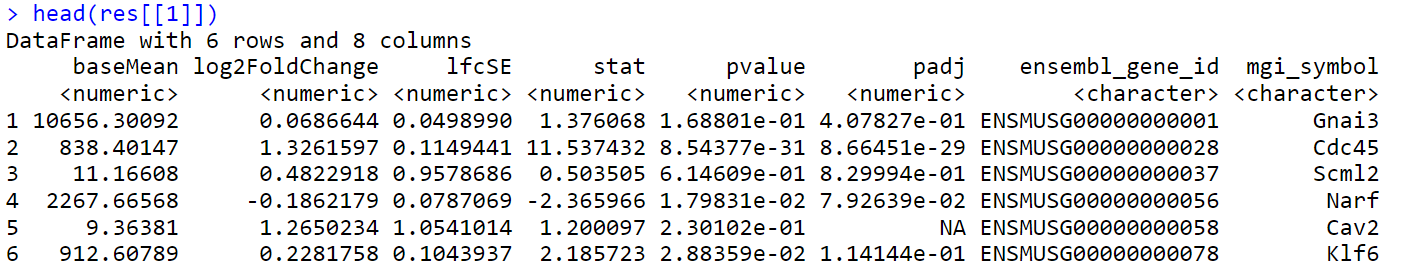 > head(res[[1]])
DataFrame with 6 rows and 8 columns
baseMean log2FoldChange lfcSE stat pvalue padj ensembl_gene_id mgi_symbol
<numeric> <numeric> <numeric> <numeric> <numeric> <numeric> <character> <character>
1 10656.30092 0.0686644 0.0498990 1.376068 1.68801e-01 4.07827e-01 ENSMUSG00000000001 Gnai3
2 838.40147 1.3261597 0.1149441 11.537432 8.54377e-31 8.66451e-29 ENSMUSG00000000028 Cdc45
3 11.16608 0.4822918 0.9578686 0.503505 6.14609e-01 8.29994e-01 ENSMUSG00000000037 Scml2
4 2267.66568 -0.1862179 0.0787069 -2.365966 1.79831e-02 7.92639e-02 ENSMUSG00000000056 Narf
5 9.36381 1.2650234 1.0541014 1.200097 2.30102e-01 NA ENSMUSG00000000058 Cav2
6 912.60789 0.2281758 0.1043937 2.185723 2.88359e-02 1.14144e-01 ENSMUSG00000000078 Klf6